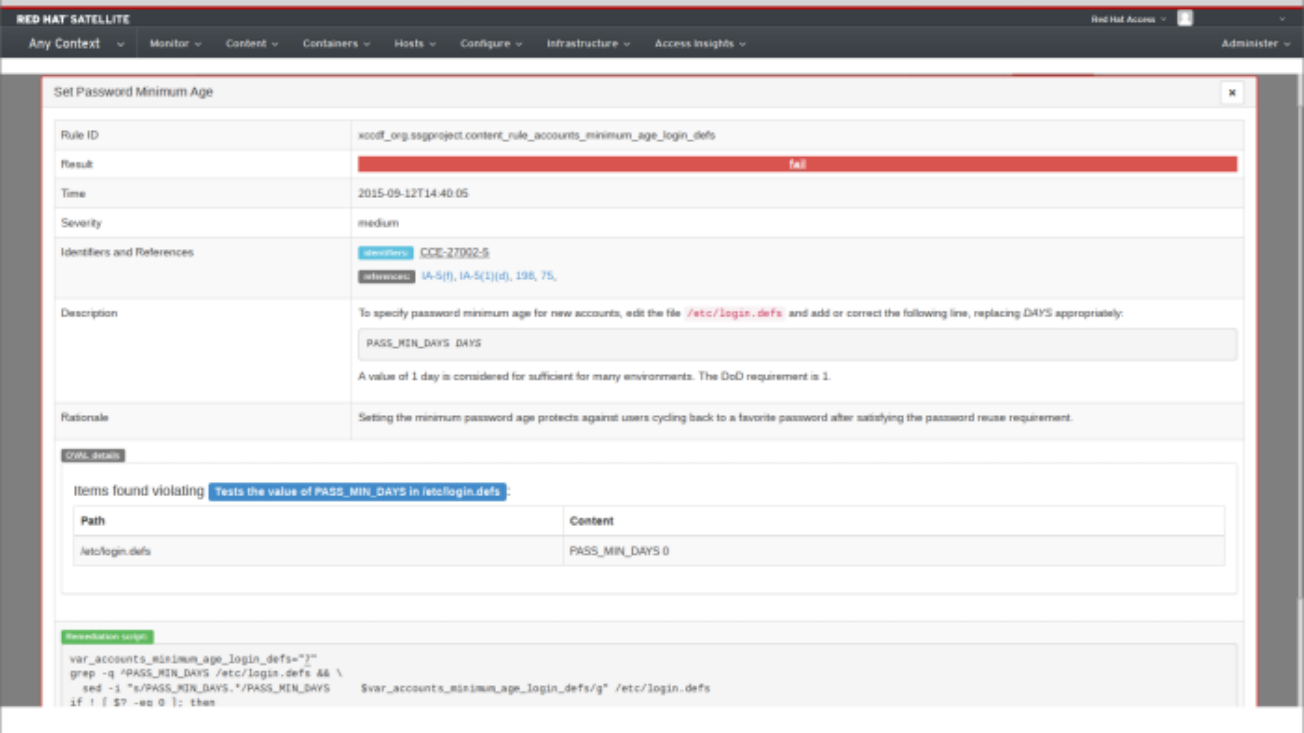 RED HAT SATELLITE
Red Hat Access
Any Context Monitor Content Containers Hosts Configure Infrastructure Access Insights Administer
Set Password Minimum Age
Rule ID xccdf_org.ssgproject.content_rule_accounts_minimum_age_login_defs
Result fail
Time 2015-09-12T14:40:05
Severity medium
Identifiers and References identifiers: CCE-27002-5
references: IA-5(f), IA-5(1)(d), 198, 75,
Description To specify password minimum age for new accounts, edit the file /etc/login.defs and add or correct the following line, replacing DAYS appropriately:
PASS_MIN_DAYS DAYS
A value of 1 day is considered for sufficient for many environments. The DoD requirement is 1.
Rationale Setting the minimum password age protects against users cycling back to a favorite password after satisfying the password reuse requirement.
OVAL details
Items found violating Tests the value of PASS_MIN_DAYS in /etc/login.defs :
Path Content
/etc/login.defs PASS_MIN_DAYS 0
Remediation script:
var_accounts_minimum_age_login_defs="7"
grep -q ^PASS_MIN_DAYS /etc/login.defs && \
sed -i "s/PASS_MIN_DAYS.*/PASS_MIN_DAYS $var_accounts_minimum_age_login_defs/g" /etc/login.defs
if ! [ $? -eq 0 ]; then